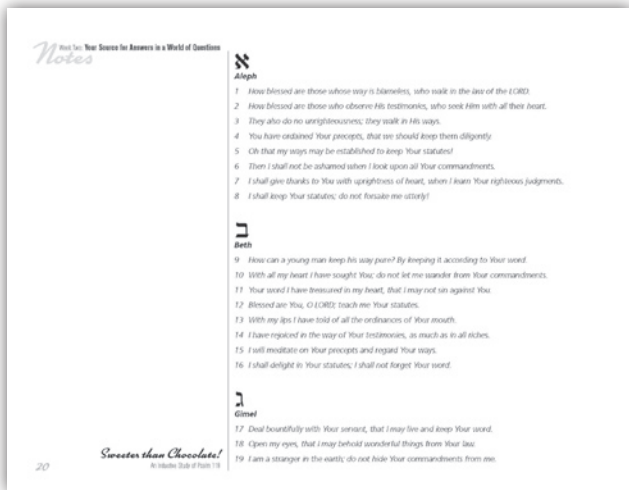 Notes
Week Two: Your Source for Answers in a World of Questions
א
Aleph
1 How blessed are those whose way is blameless, who walk in the law of the LORD.
2 How blessed are those who observe His testimonies, who seek Him with all their heart.
3 They also do no unrighteousness; they walk in His ways.
4 You have ordained Your precepts, that we should keep them diligently.
5 Oh that my ways may be established to keep Your statutes!
6 Then I shall not be ashamed when I look upon all Your commandments.
7 I shall give thanks to You with uprightness of heart, when I learn Your righteous judgments.
8 I shall keep Your statutes; do not forsake me utterly!
ב
Beth
9 How can a young man keep his way pure? By keeping it according to Your word.
10 With all my heart I have sought You; do not let me wander from Your commandments.
11 Your word I have treasured in my heart, that I may not sin against You.
12 Blessed are You, O LORD; teach me Your statutes.
13 With my lips I have told of all the ordinances of Your mouth.
14 I have rejoiced in the way of Your testimonies, as much as in all riches.
15 I will meditate on Your precepts and regard Your ways.
16 I shall delight in Your statutes; I shall not forget Your word.
ג
Gimel
17 Deal bountifully with Your servant, that I may live and keep Your word.
18 Open my eyes, that I may behold wonderful things from Your law.
19 I am a stranger in the earth; do not hide Your commandments from me.
Sweeter than Chocolate!
An Inductive Study of Psalm 119
20